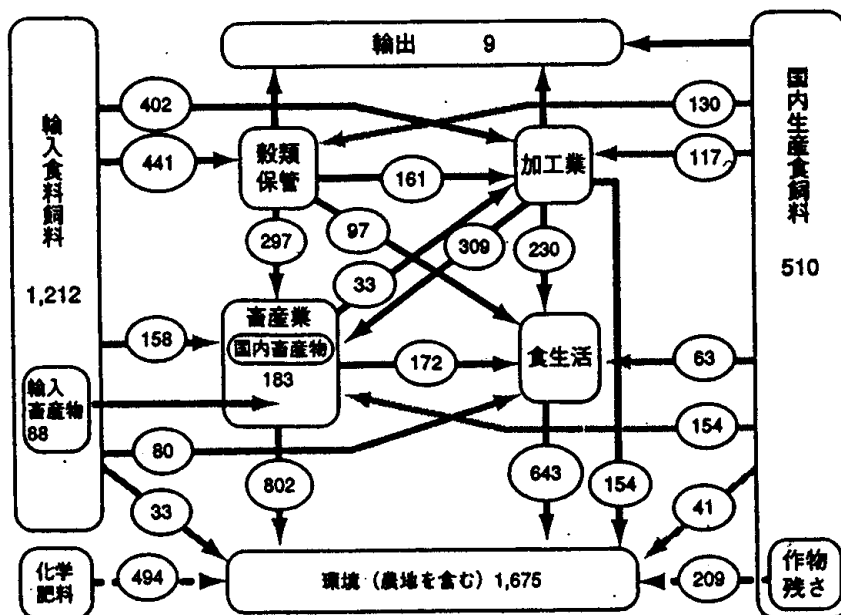 輸出 9
輸入食料飼料
1,212
輸入
畜産物
88
国内生産食飼料
510
402
441
130
117
穀類
保管
加工業
161
297
97
33
309
230
畜産業
国内畜産物
183
食生活
158
172
63
80
154
33
802
643
154
41
化学
肥料
494
環境（農地を含む）1,675
209
作物
残さ